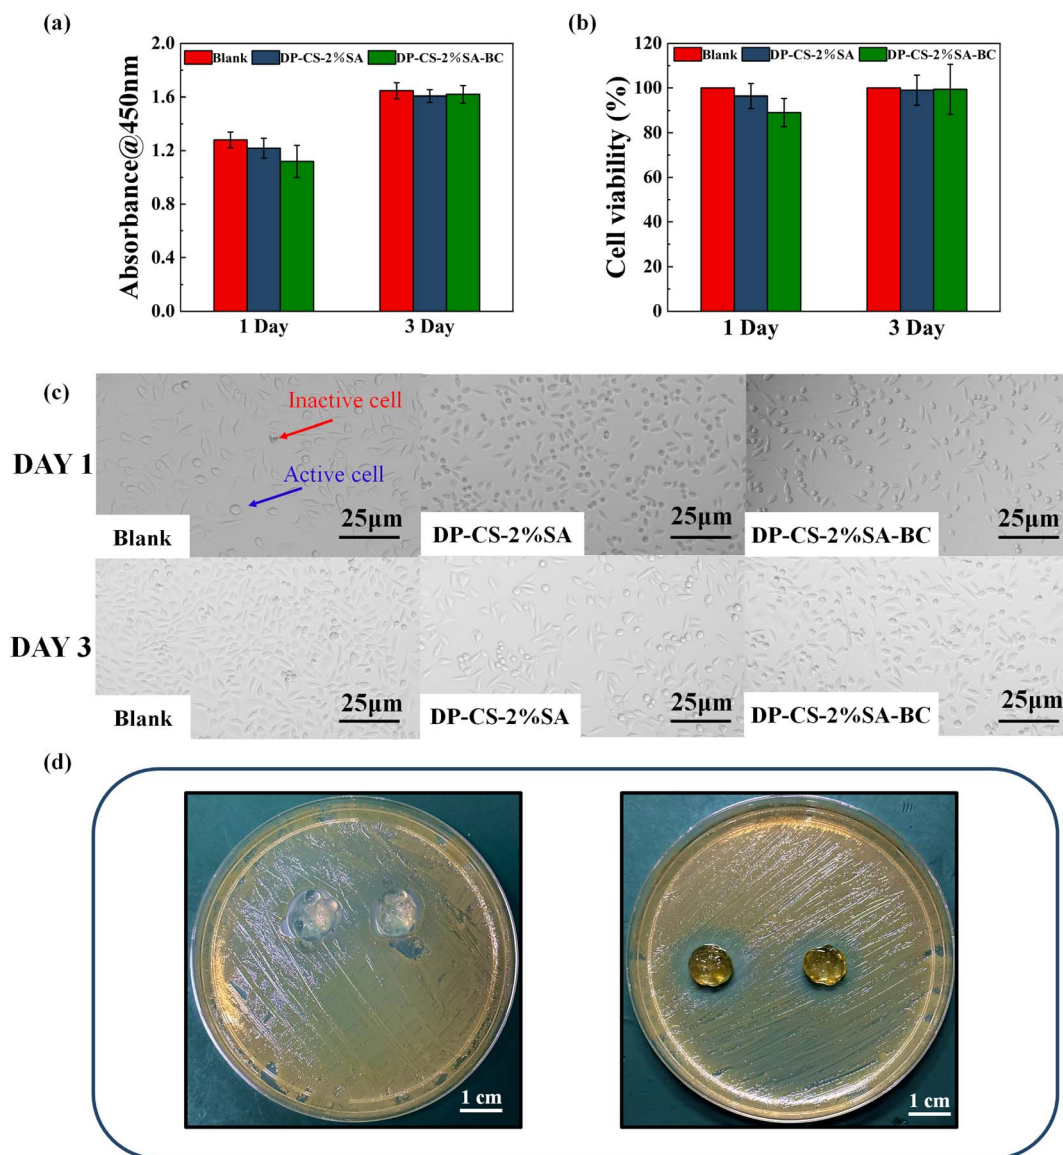 (a)
Absorbance@450nm
2.0
1.6
1.2
0.8
0.4
0.0
Blank DP-CS-2%SA DP-CS-2%SA-BC
1 Day 3 Day
(b)
Cell viability (%)
120
100
80
60
40
20
0
Blank DP-CS-2%SA DP-CS-2%SA-BC
1 Day 3 Day
(c)
DAY 1
Inactive cell
Active cell
Blank 25μm
DP-CS-2%SA 25μm
DP-CS-2%SA-BC 25μm
DAY 3
Blank 25μm
DP-CS-2%SA 25μm
DP-CS-2%SA-BC 25μm
(d)
1 cm
1 cm